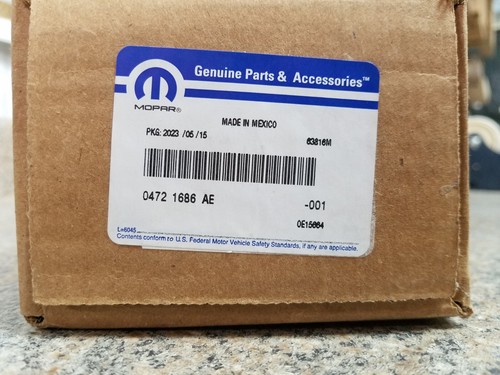 Genuine Parts & Accessories™
MOPAR®
MADE IN MEXICO
PKG: 2023 /05 /15 63816M
0472 1686 AE -001
0E15664
L=6045
Contents conform to U.S. Federal Motor Vehicle Safety Standards, if any are applicable.